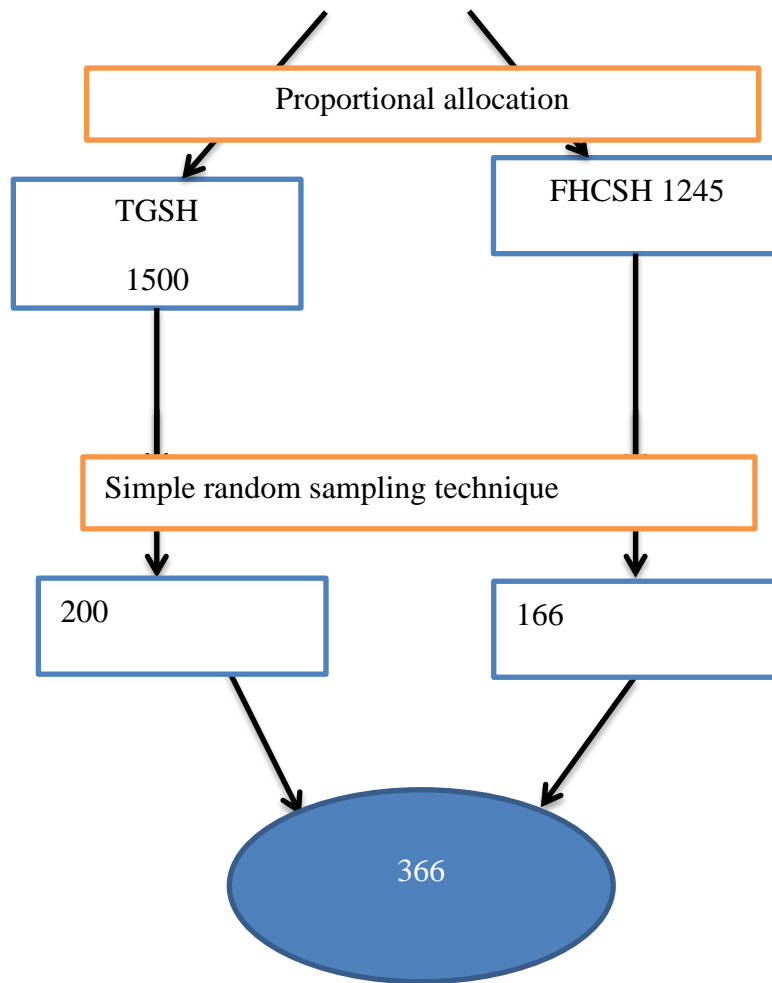 Proportional allocation
TGSH
1500
FHCSH 1245
Simple random sampling technique
200
166
366